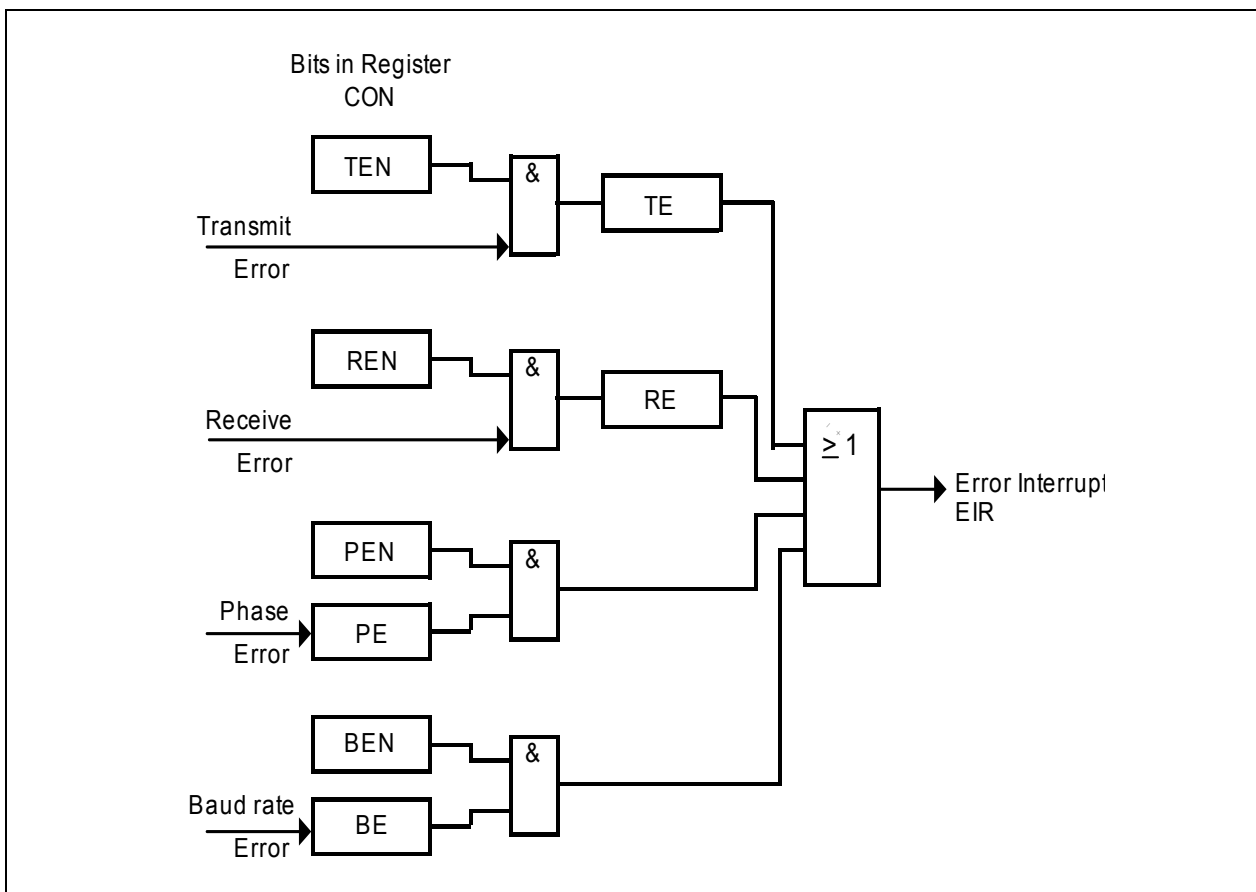 Bits in Register
CON
TEN
&
TE
Transmit
Error
REN
&
RE
Receive
Error
≥ 1
Error Interrupt
EIR
PEN
&
Phase
PE
Error
BEN
&
Baud rate
BE
Error